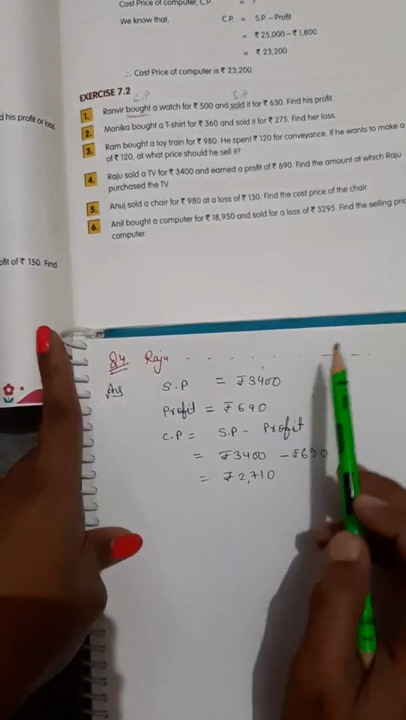 Cost Price of computer, C.P. = ?
We know that, C.P. = S.P – Profit
= ₹ 25,000 – ₹ 1,800
= ₹ 23,200
∴ Cost Price of computer is ₹ 23,200
EXERCISE 7.2
C.P S.P
1. Ranvir bought a watch for ₹ 500 and sold it for ₹ 630. Find his profit.
2. Monika bought a T-shirt for ₹ 360 and sold it for ₹ 275. Find her loss.
3. Ram bought a toy train for ₹ 980. He spent ₹ 120 for conveyance. If he wants to make a
of ₹ 120, at what price should he sell it?
4. Raju sold a TV for ₹ 3400 and earned a profit of ₹ 690. Find the amount at which Raju
purchased the TV.
5. Anuj sold a chair for ₹ 980 at a loss of ₹ 130. Find the cost price of the chair.
6. Anil bought a computer for ₹ 18,950 and sold for a loss of ₹ 3295. Find the selling
computer.
d his profit or loss
ofit of ₹ 150. Find
Q4 Raju - - - - - - -
Ans S.P = ₹3400
Profit = ₹690
C.P = S.P - Profit
= ₹3400 - ₹690
= ₹2,710